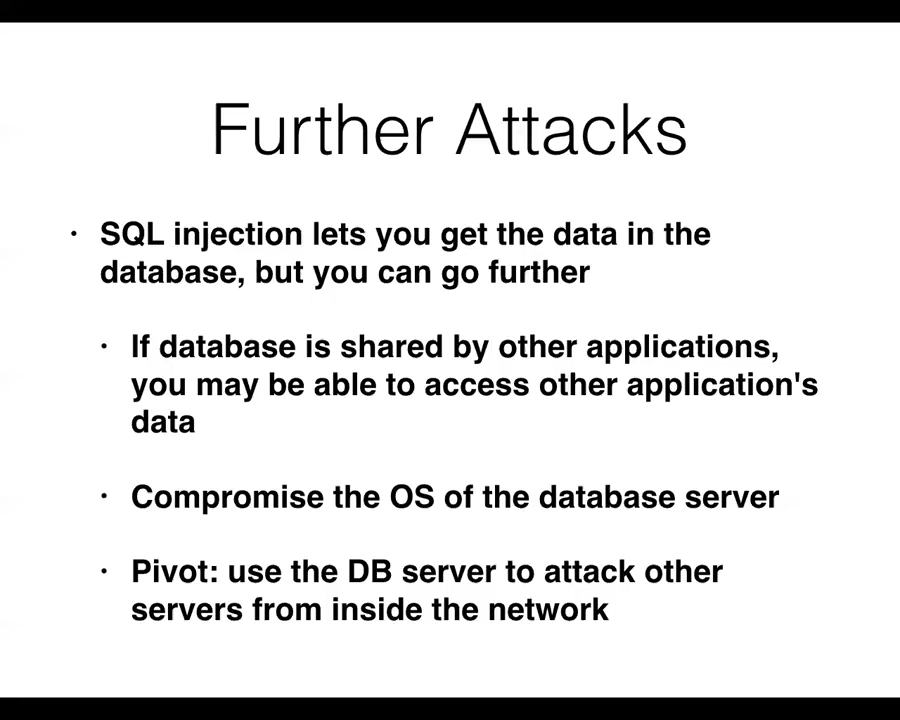 Further Attacks
• SQL injection lets you get the data in the
database, but you can go further
• If database is shared by other applications,
you may be able to access other application's
data
• Compromise the OS of the database server
• Pivot: use the DB server to attack other
servers from inside the network